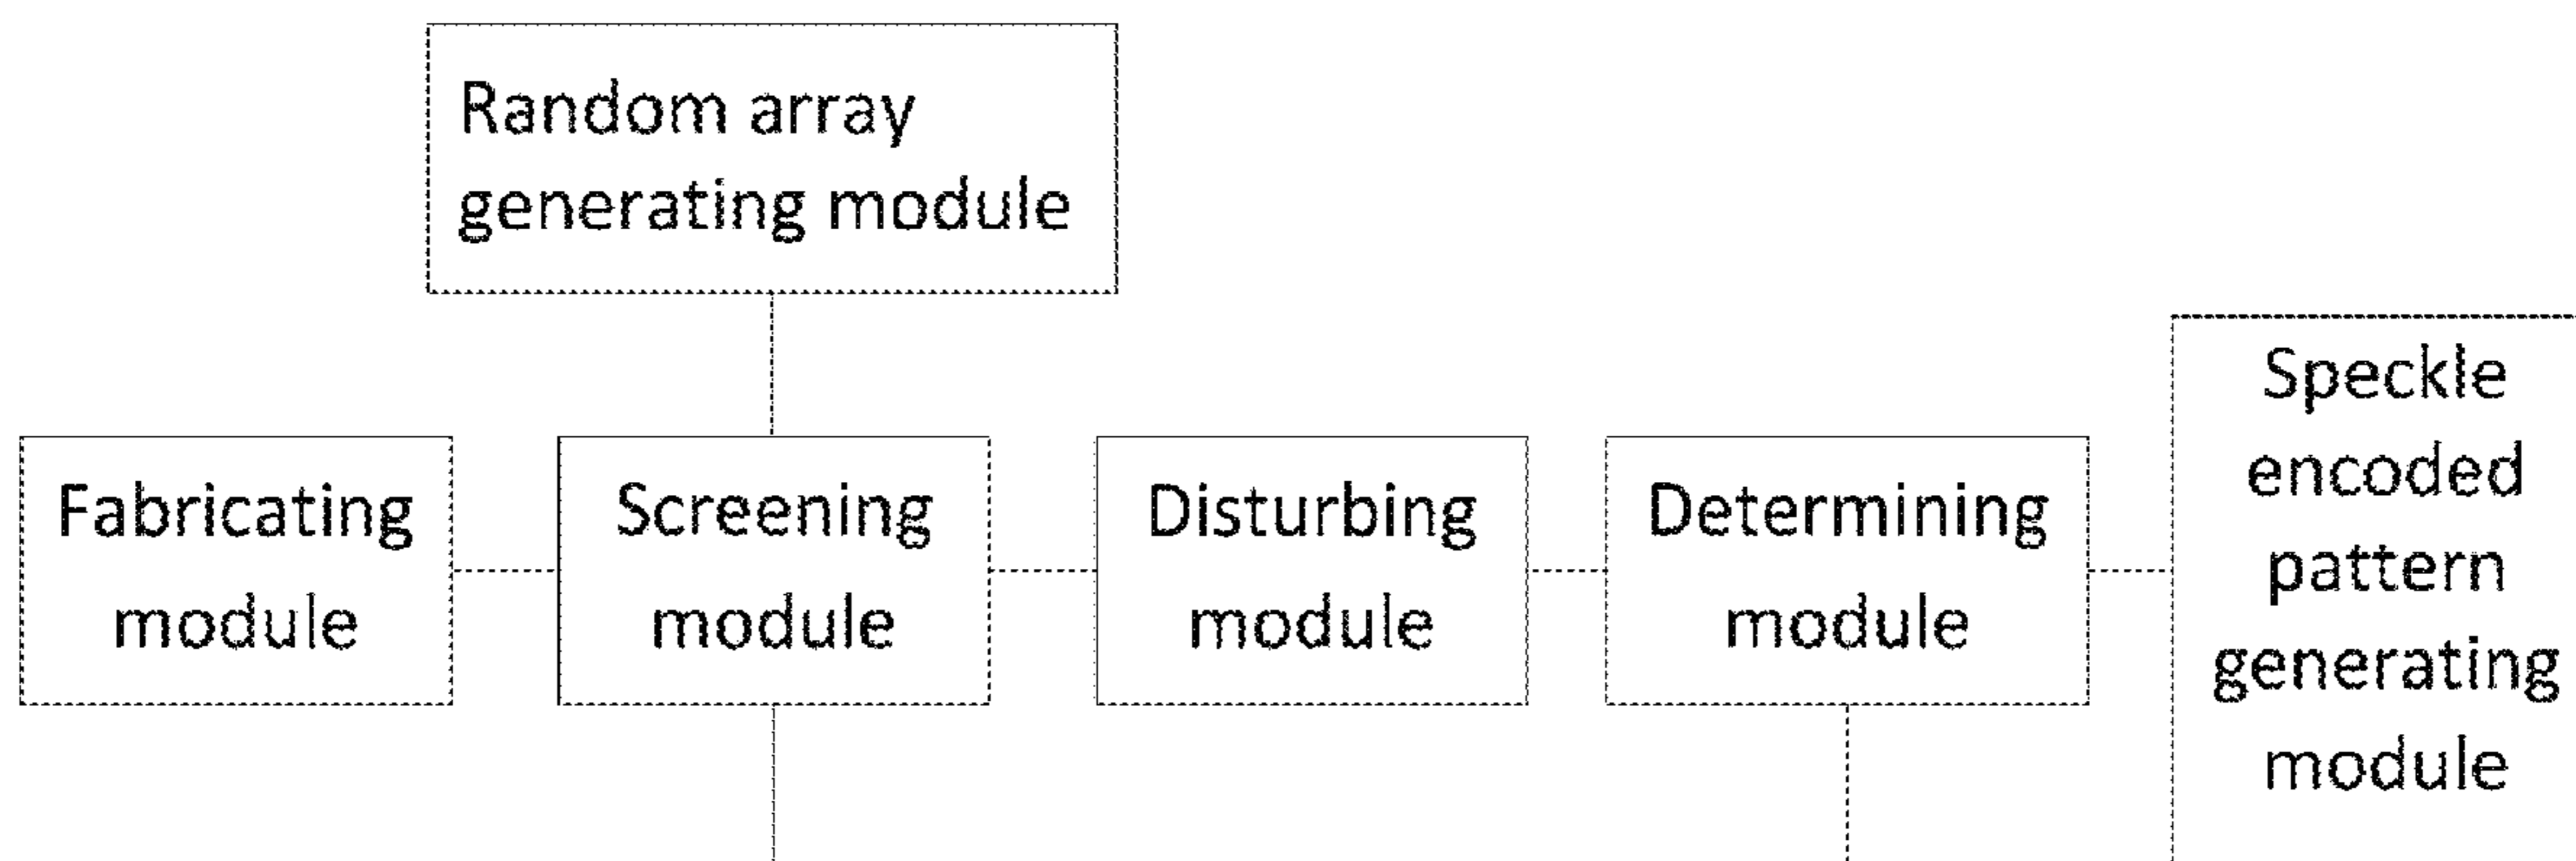 Random array
generating module
Fabricating
module
Screening
module
Disturbing
module
Determining
module
Speckle
encoded
pattern
generating
module